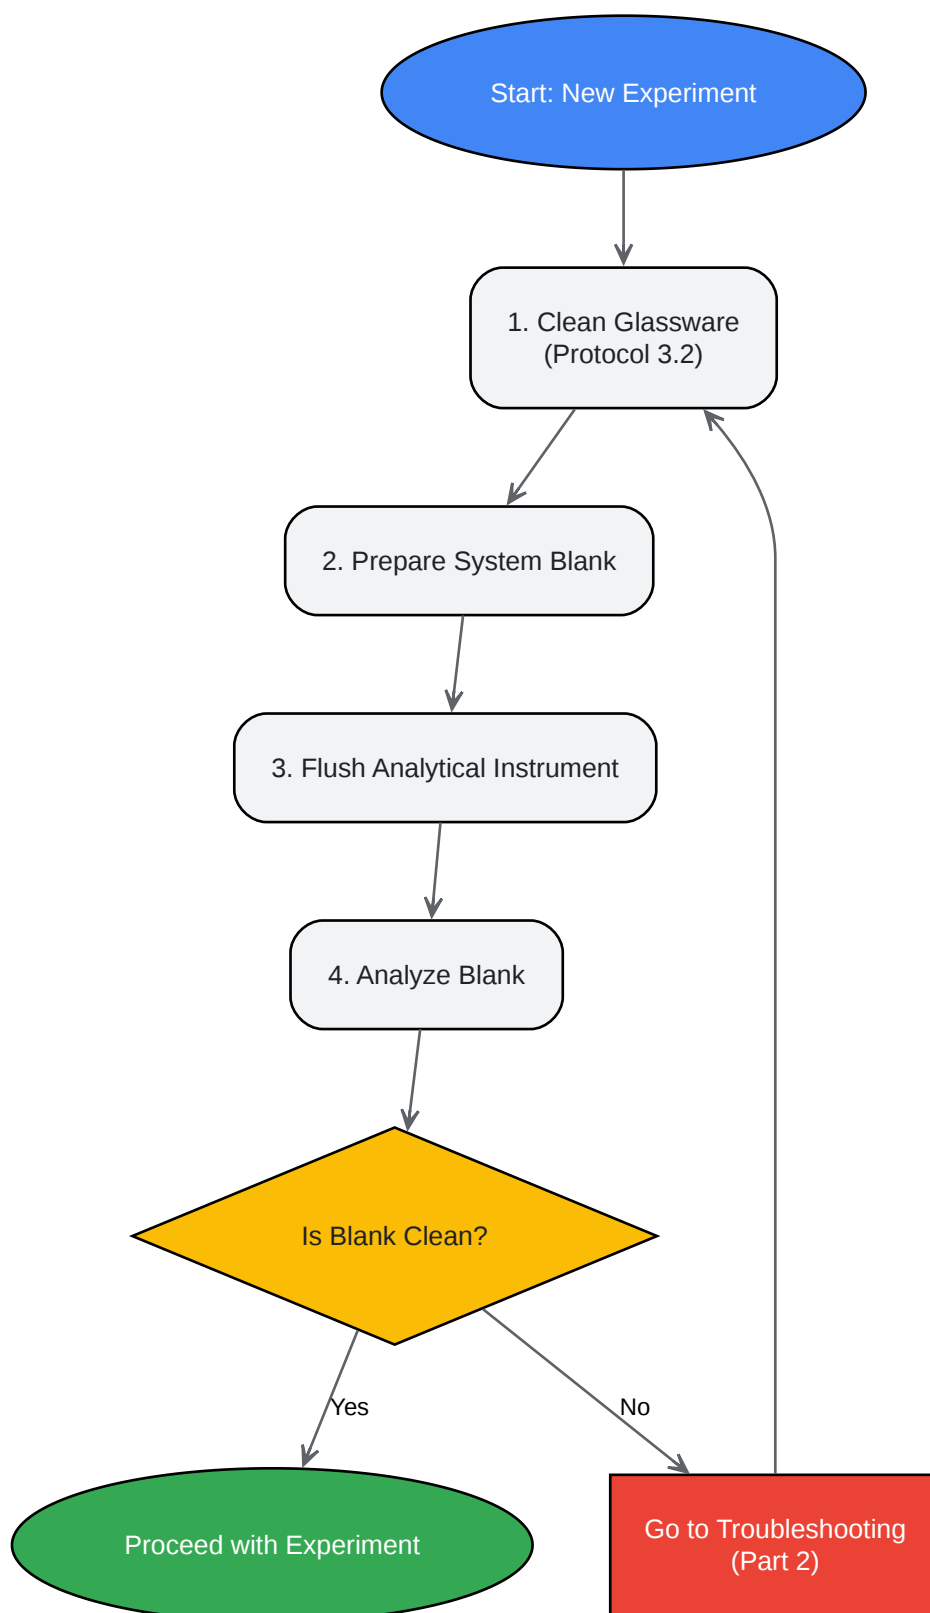 Start: New Experiment
1. Clean Glassware
(Protocol 3.2)
2. Prepare System Blank
3. Flush Analytical Instrument
4. Analyze Blank
Is Blank Clean?
Yes
No
Proceed with Experiment
Go to Troubleshooting
(Part 2)